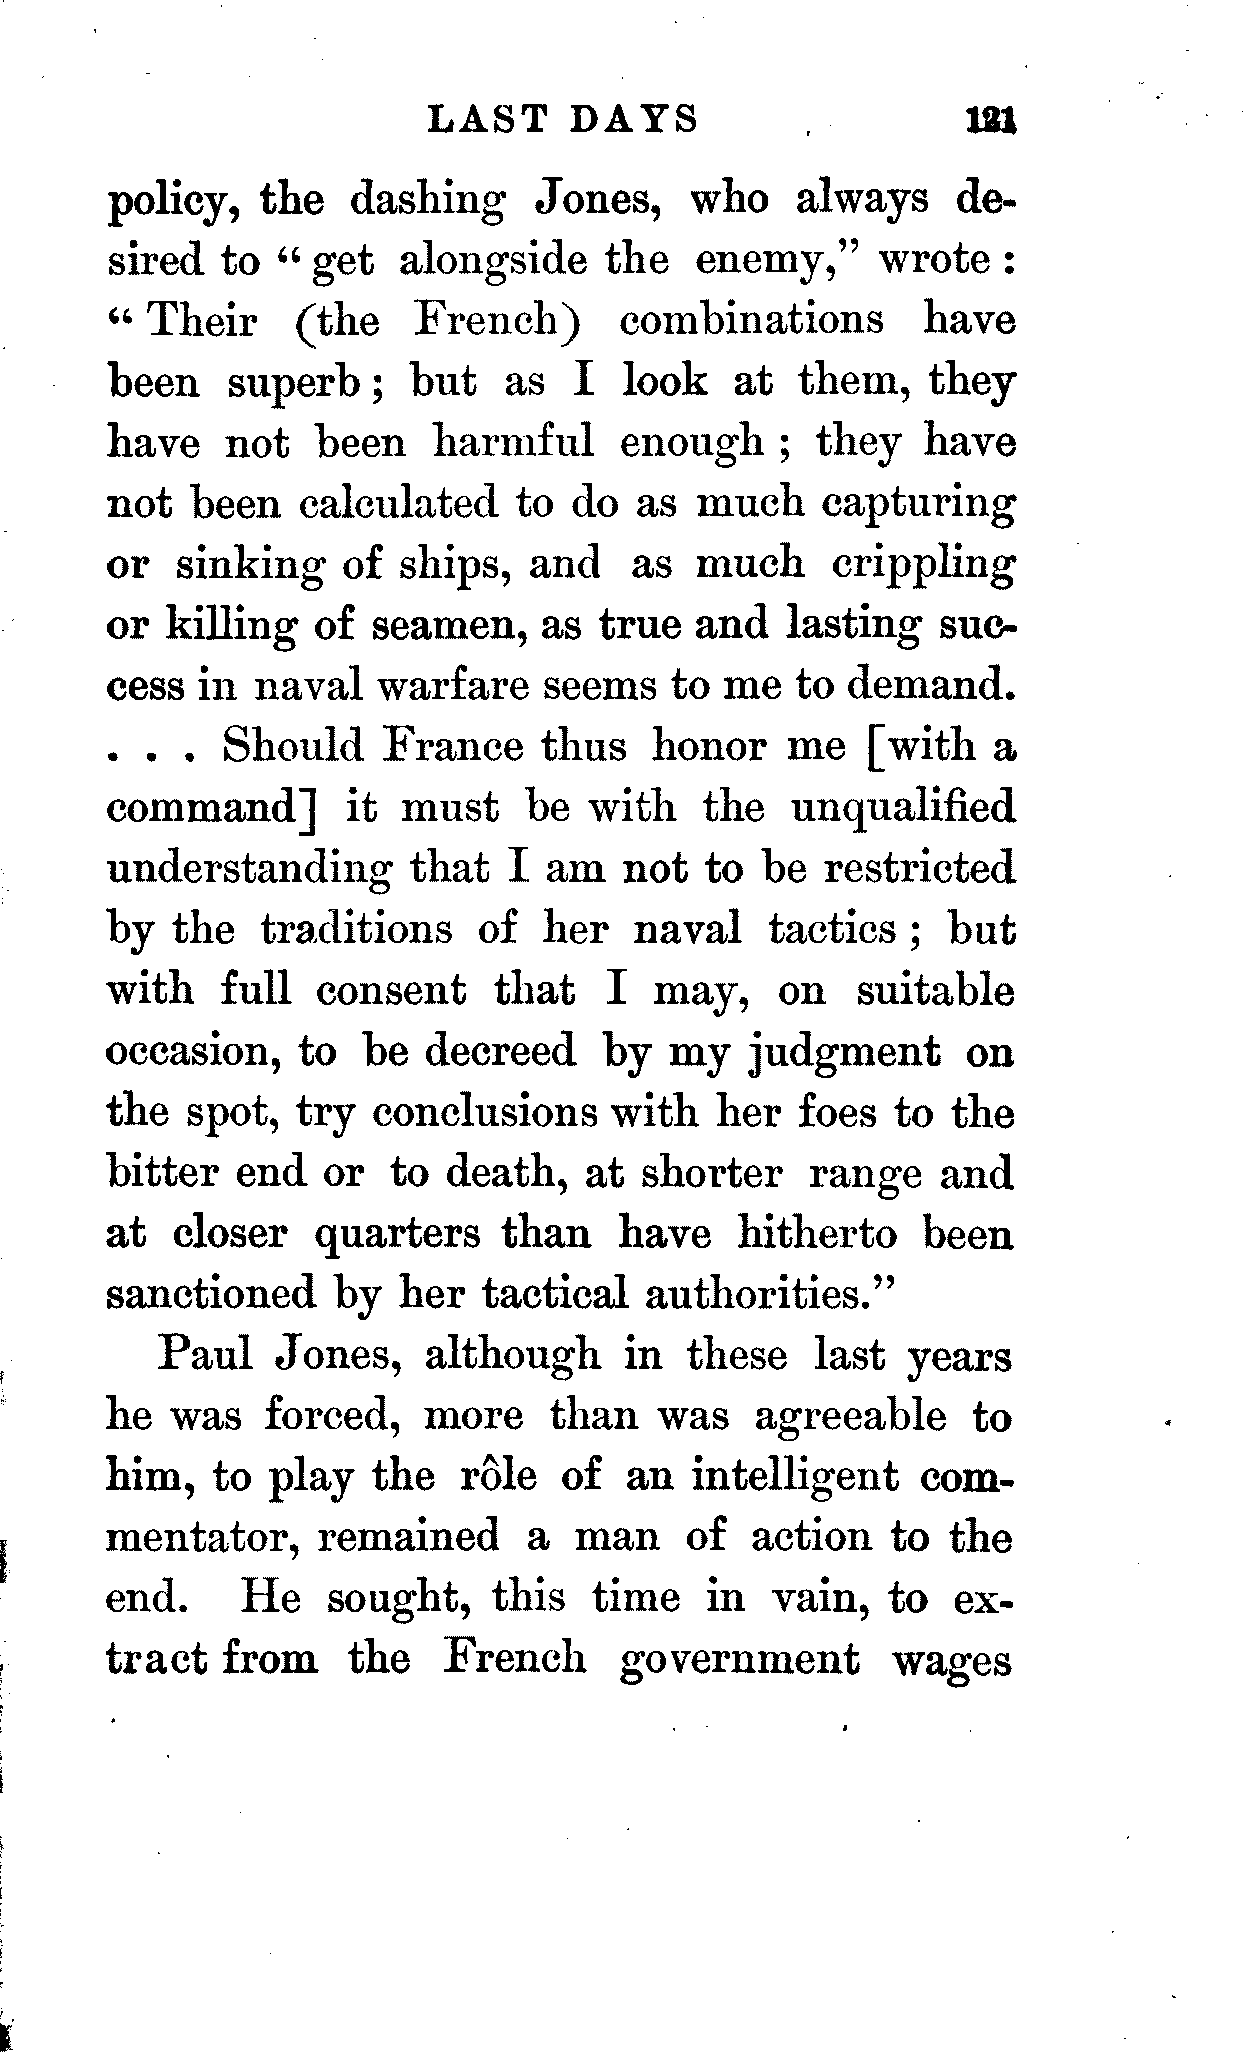 LAST DAYS 121
policy, the dashing Jones, who always de-
sired to “ get alongside the enemy,” wrote :
“ Their (the French) combinations have
been superb ; but as I look at them, they
have not been harmful enough ; they have
not been calculated to do as much capturing
or sinking of ships, and as much crippling
or killing of seamen, as true and lasting suc-
cess in naval warfare seems to me to demand.
. . . Should France thus honor me [with a
command] it must be with the unqualified
understanding that I am not to be restricted
by the traditions of her naval tactics ; but
with full consent that I may, on suitable
occasion, to be decreed by my judgment on
the spot, try conclusions with her foes to the
bitter end or to death, at shorter range and
at closer quarters than have hitherto been
sanctioned by her tactical authorities.”
Paul Jones, although in these last years
he was forced, more than was agreeable to
him, to play the rôle of an intelligent com-
mentator, remained a man of action to the
end. He sought, this time in vain, to ex-
tract from the French government wages